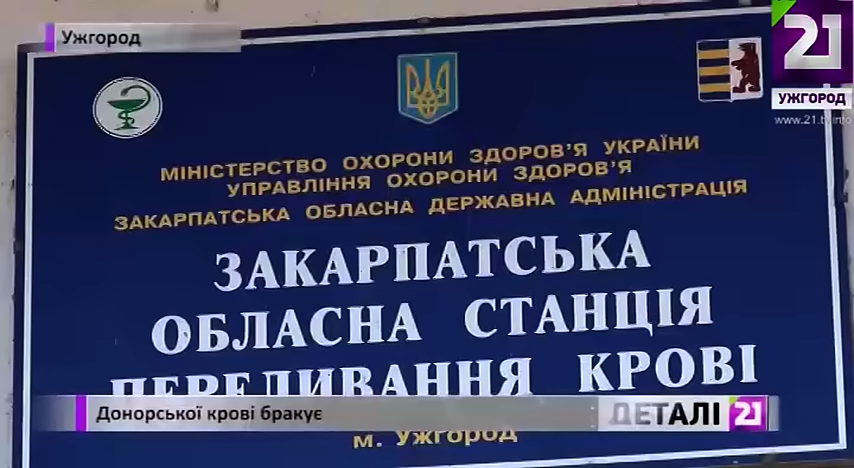 Ужгород
21
УЖГОРОД
www.21.tv.info
МІНІСТЕРСТВО ОХОРОНИ ЗДОРОВ'Я УКРАЇНИ
УПРАВЛІННЯ ОХОРОНИ ЗДОРОВ'Я
ЗАКАРПАТСЬКА ОБЛАСНА ДЕРЖАВНА АДМІНІСТРАЦІЯ
ЗАКАРПАТСЬКА
ОБЛАСНА СТАНЦІЯ
ПЕРЕЛИВАННЯ КРОВІ
Донорської крові бракує
ДЕТАЛІ 21
м. Ужгород